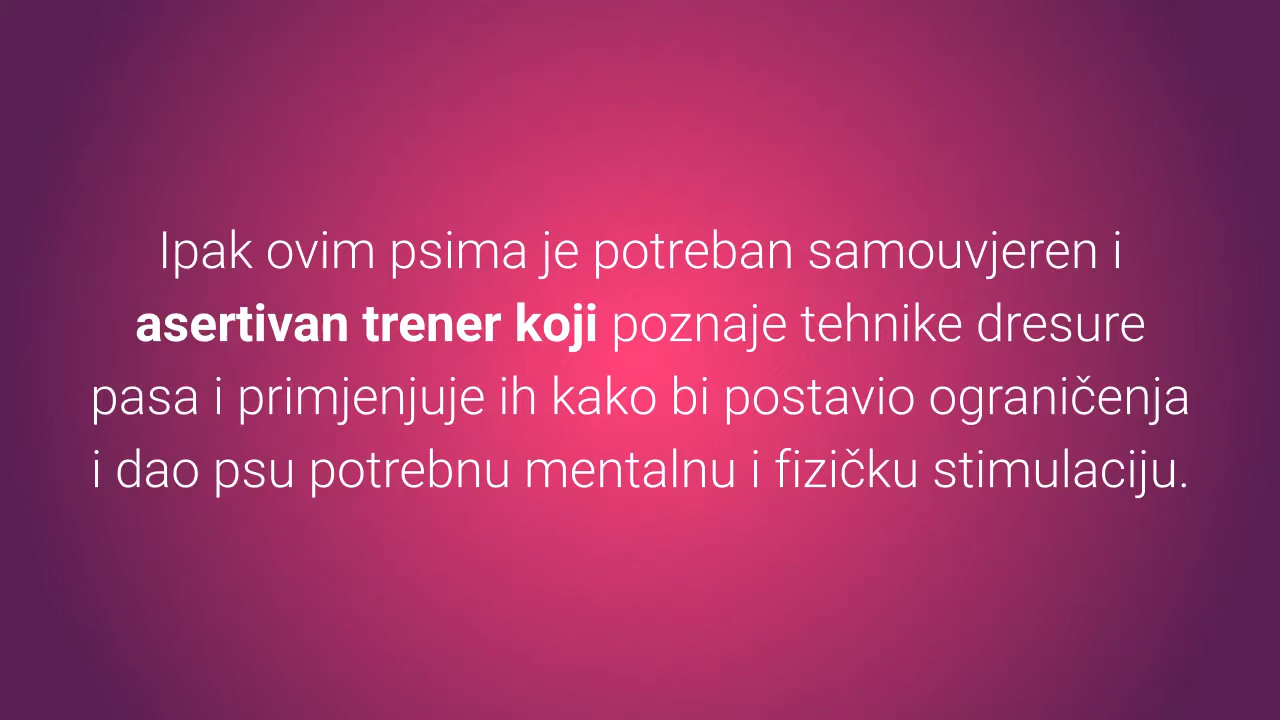 Ipak ovim psima je potreban samouvjeren i
asertivan trener koji poznaje tehnike dresure
pasa i primjenjuje ih kako bi postavio ograničenja
i dao psu potrebnu mentalnu i fizičku stimulaciju.